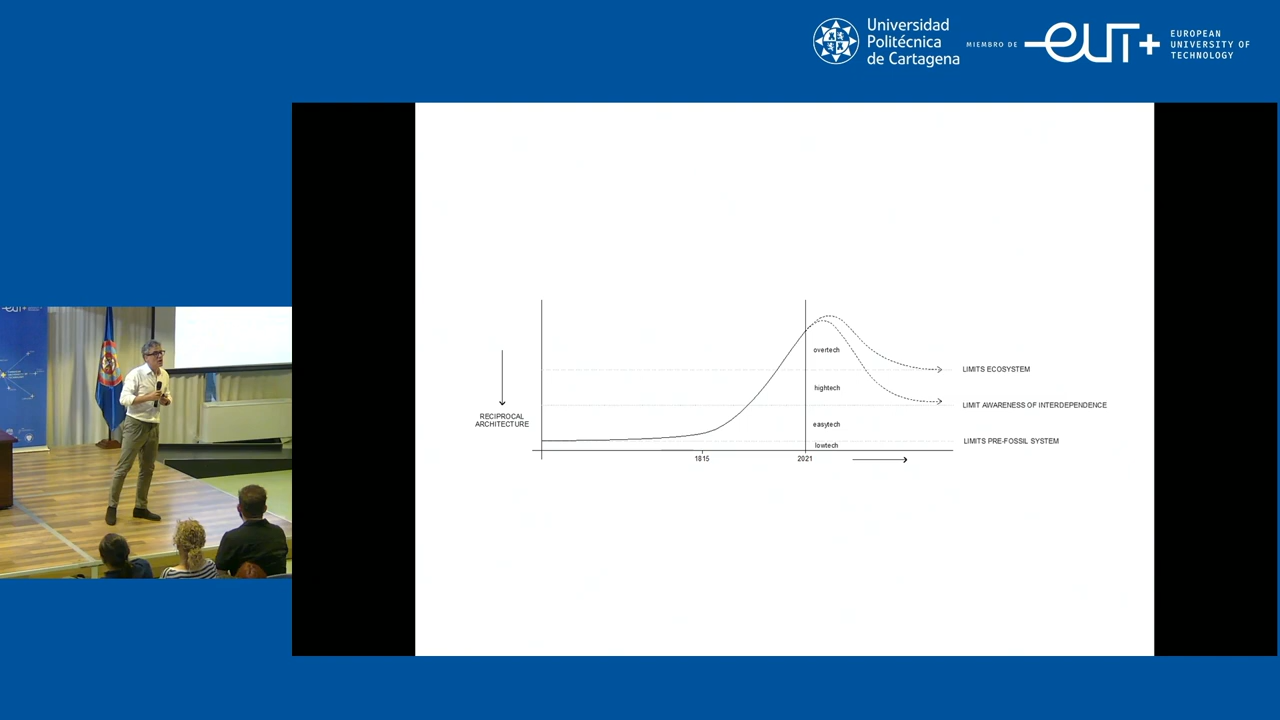 Universidad
Politécnica
de Cartagena
MIEMBRO DE
eut+
EUROPEAN
UNIVERSITY OF
TECHNOLOGY
overtech
LIMITS ECOSYSTEM
hightech
LIMIT AWARENESS OF INTERDEPENDENCE
RECIPROCAL
ARCHITECTURE
easytech
LIMITS PRE-FOSSIL SYSTEM
lowtech
1815
2021